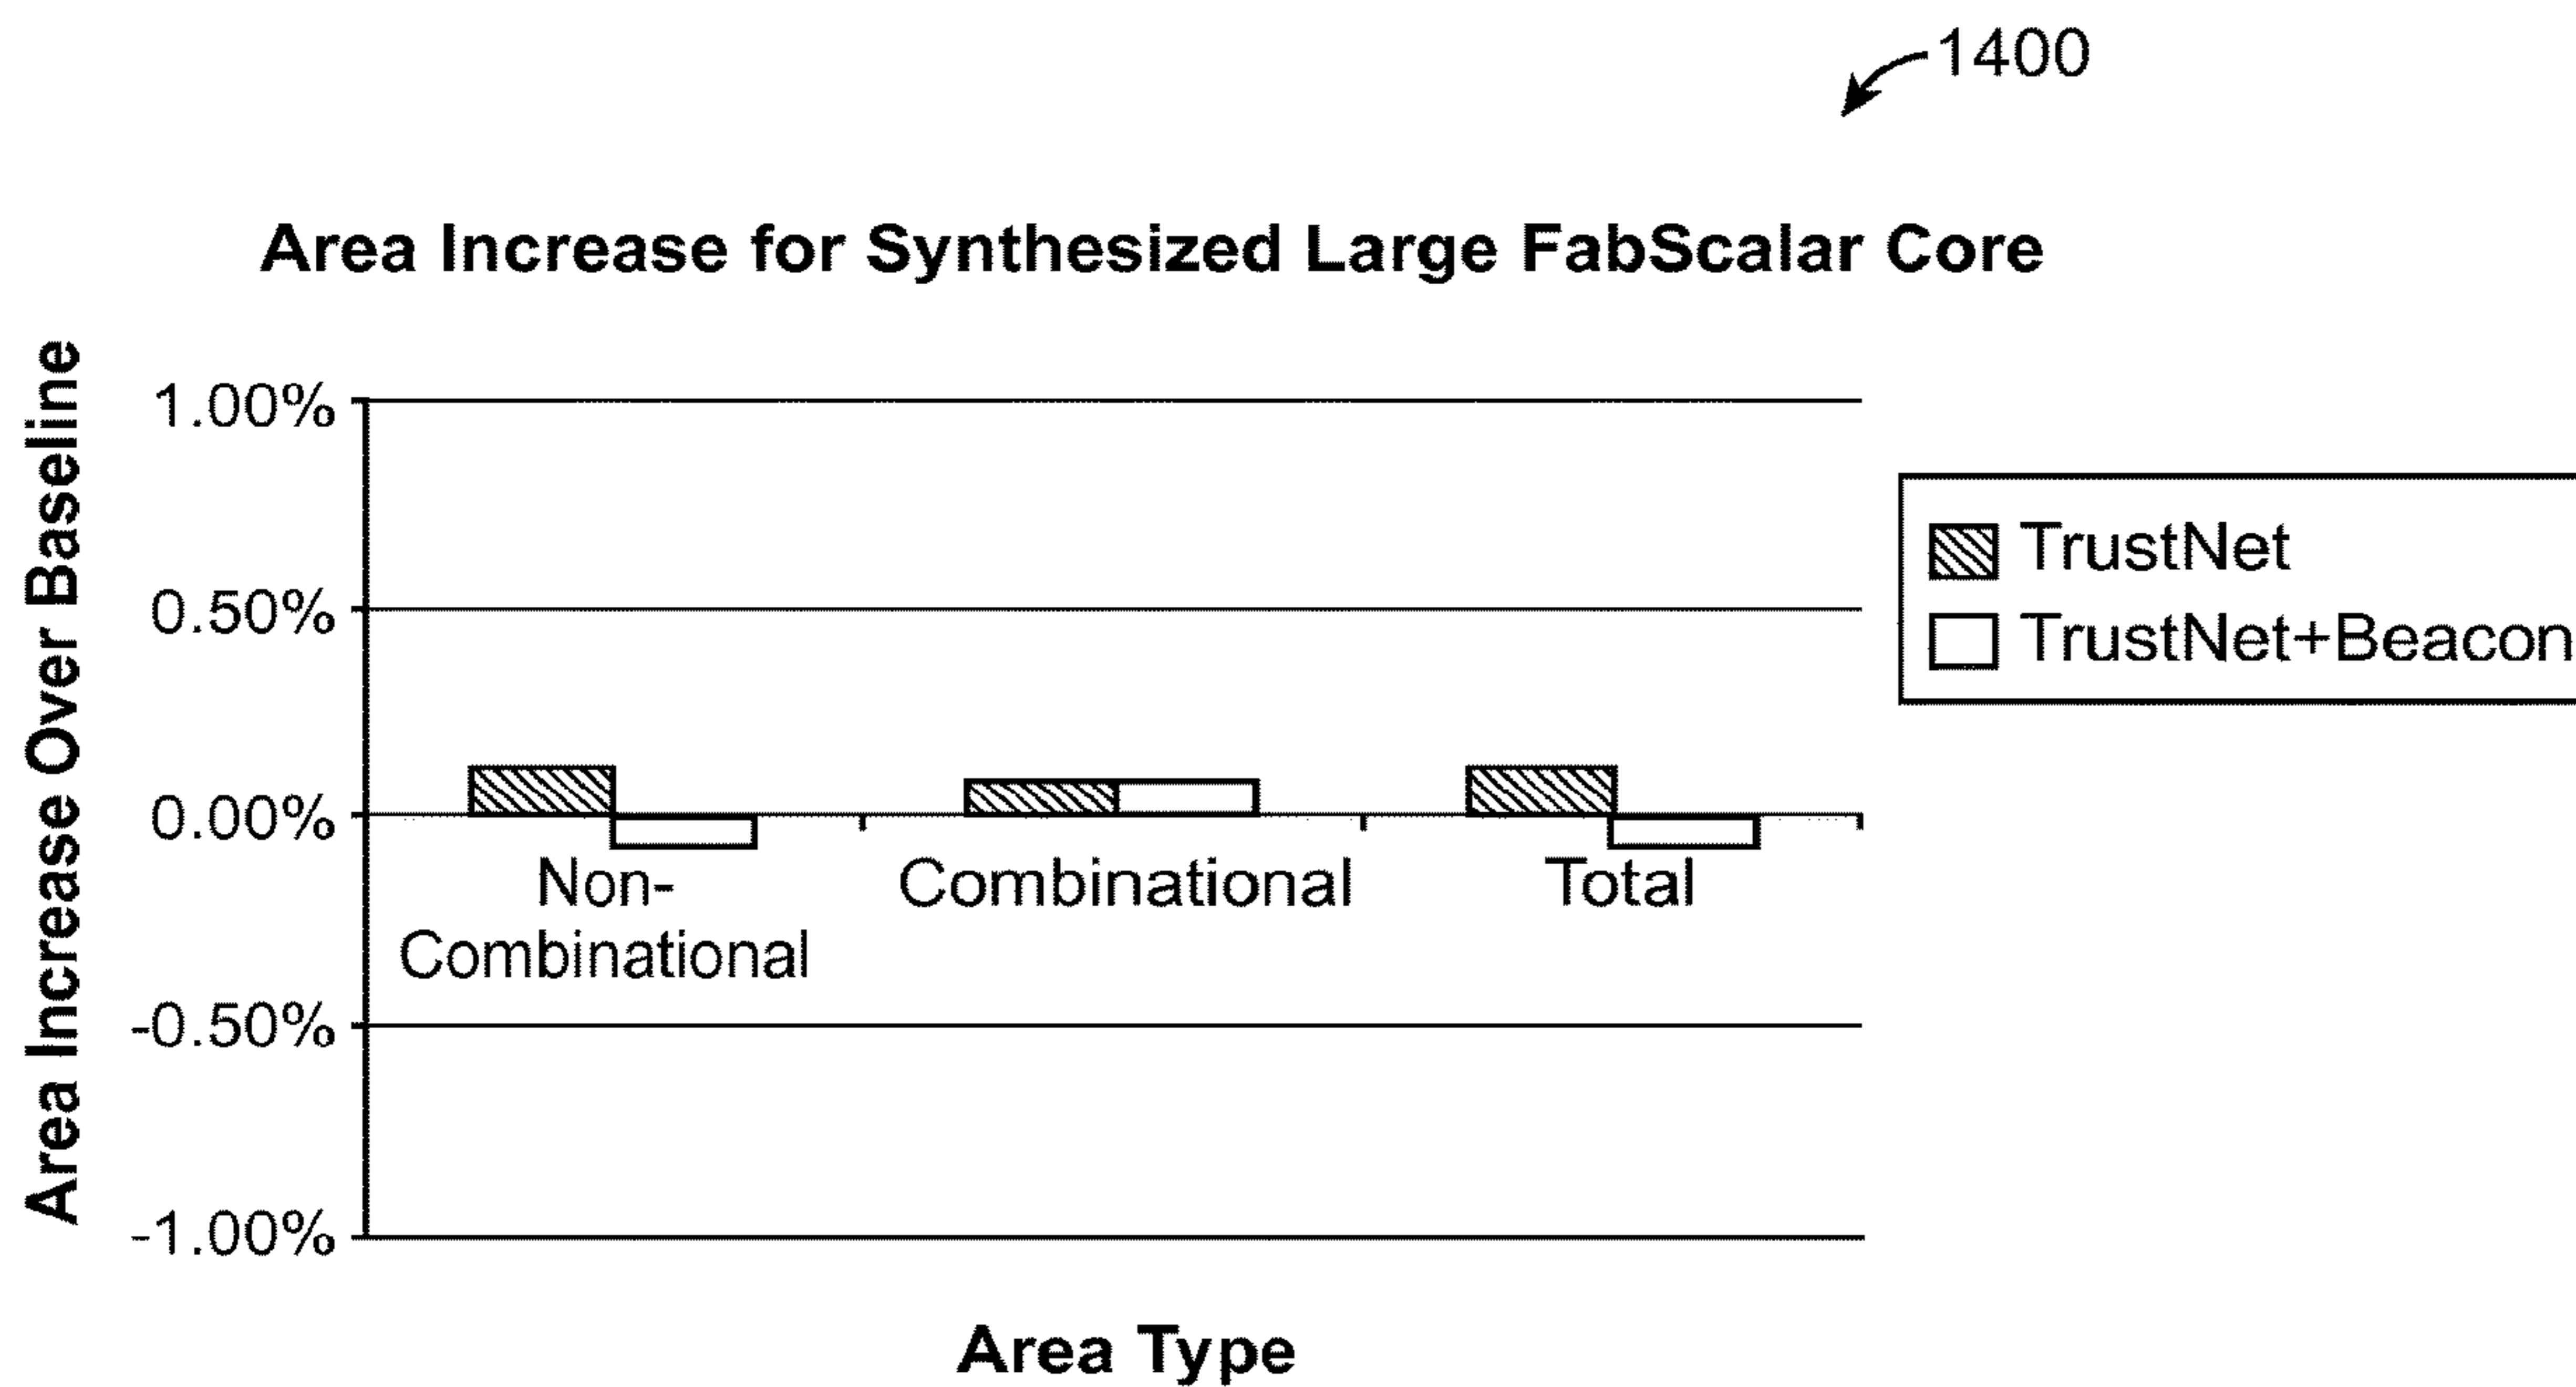 1400
Area Increase for Synthesized Large FabScalar Core
Area Increase Over Baseline
1.00%
0.50%
0.00%
-0.50%
-1.00%
Non-
Combinational
Combinational
Total
Area Type
TrustNet
TrustNet+Beacon